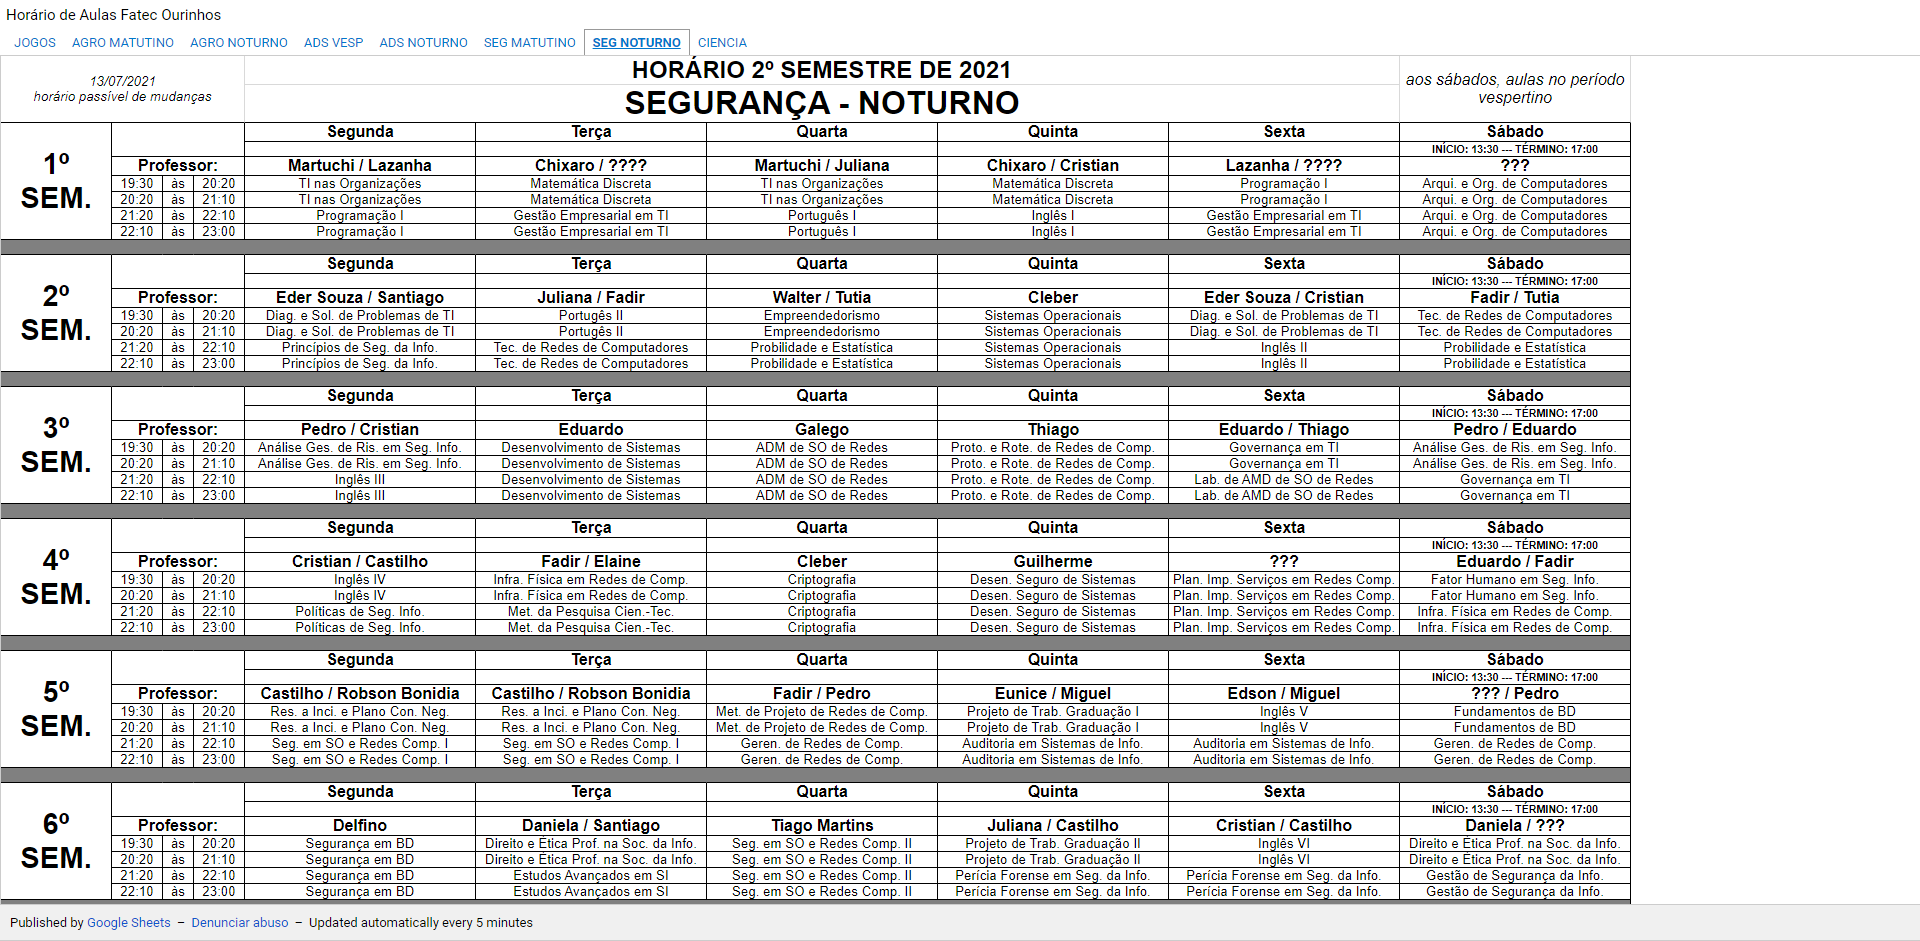 Horário de Aulas Fatec Ourinhos
JOGOS AGRO MATUTINO AGRO NOTURNO ADS VESP ADS NOTURNO SEG MATUTINO SEG NOTURNO CIENCIA
13/07/2021
horário passível de mudanças
HORÁRIO 2º SEMESTRE DE 2021
SEGURANÇA - NOTURNO
aos sábados, aulas no período
vespertino
1º SEM.
Segunda Terça Quarta Quinta Sexta Sábado
INÍCIO: 13:30 --- TÉRMINO: 17:00
Professor: Martuchi / Lazanha Chixaro / ???? Martuchi / Juliana Chixaro / Cristian Lazanha / ???? ???
19:30 às 20:20 TI nas Organizações Matemática Discreta TI nas Organizações Matemática Discreta Programação I Arqui. e Org. de Computadores
20:20 às 21:10 TI nas Organizações Matemática Discreta TI nas Organizações Matemática Discreta Programação I Arqui. e Org. de Computadores
21:20 às 22:10 Programação I Gestão Empresarial em TI Português I Inglês I Gestão Empresarial em TI Arqui. e Org. de Computadores
22:10 às 23:00 Programação I Gestão Empresarial em TI Português I Inglês I Gestão Empresarial em TI Arqui. e Org. de Computadores
2º SEM.
Segunda Terça Quarta Quinta Sexta Sábado
INÍCIO: 13:30 --- TÉRMINO: 17:00
Professor: Eder Souza / Santiago Juliana / Fadir Walter / Tutia Cleber Eder Souza / Cristian Fadir / Tutia
19:30 às 20:20 Diag. e Sol. de Problemas de TI Portugês II Empreendedorismo Sistemas Operacionais Diag. e Sol. de Problemas de TI Tec. de Redes de Computadores
20:20 às 21:10 Diag. e Sol. de Problemas de TI Portugês II Empreendedorismo Sistemas Operacionais Diag. e Sol. de Problemas de TI Tec. de Redes de Computadores
21:20 às 22:10 Princípios de Seg. da Info. Tec. de Redes de Computadores Probilidade e Estatística Sistemas Operacionais Inglês II Probilidade e Estatística
22:10 às 23:00 Princípios de Seg. da Info. Tec. de Redes de Computadores Probilidade e Estatística Sistemas Operacionais Inglês II Probilidade e Estatística
3º SEM.
Segunda Terça Quarta Quinta Sexta Sábado
INÍCIO: 13:30 --- TÉRMINO: 17:00
Professor: Pedro / Cristian Eduardo Galego Thiago Eduardo / Thiago Pedro / Eduardo
19:30 às 20:20 Análise Ges. de Ris. em Seg. Info. Desenvolvimento de Sistemas ADM de SO de Redes Proto. e Rote. de Redes de Comp. Governança em TI Análise Ges. de Ris. em Seg. Info.
20:20 às 21:10 Análise Ges. de Ris. em Seg. Info. Desenvolvimento de Sistemas ADM de SO de Redes Proto. e Rote. de Redes de Comp. Governança em TI Análise Ges. de Ris. em Seg. Info.
21:20 às 22:10 Inglês III Desenvolvimento de Sistemas ADM de SO de Redes Proto. e Rote. de Redes de Comp. Lab. de AMD de SO de Redes Governança em TI
22:10 às 23:00 Inglês III Desenvolvimento de Sistemas ADM de SO de Redes Proto. e Rote. de Redes de Comp. Lab. de AMD de SO de Redes Governança em TI
4º SEM.
Segunda Terça Quarta Quinta Sexta Sábado
INÍCIO: 13:30 --- TÉRMINO: 17:00
Professor: Cristian / Castilho Fadir / Elaine Cleber Guilherme ??? Eduardo / Fadir
19:30 às 20:20 Inglês IV Infra. Física em Redes de Comp. Criptografia Desen. Seguro de Sistemas Plan. Imp. Serviços em Redes Comp. Fator Humano em Seg. Info.
20:20 às 21:10 Inglês IV Infra. Física em Redes de Comp. Criptografia Desen. Seguro de Sistemas Plan. Imp. Serviços em Redes Comp. Fator Humano em Seg. Info.
21:20 às 22:10 Políticas de Seg. Info. Met. da Pesquisa Cien.-Tec. Criptografia Desen. Seguro de Sistemas Plan. Imp. Serviços em Redes Comp. Infra. Física em Redes de Comp.
22:10 às 23:00 Políticas de Seg. Info. Met. da Pesquisa Cien.-Tec. Criptografia Desen. Seguro de Sistemas Plan. Imp. Serviços em Redes Comp. Infra. Física em Redes de Comp.
5º SEM.
Segunda Terça Quarta Quinta Sexta Sábado
INÍCIO: 13:30 --- TÉRMINO: 17:00
Professor: Castilho / Robson Bonidia Castilho / Robson Bonidia Fadir / Pedro Eunice / Miguel Edson / Miguel ??? / Pedro
19:30 às 20:20 Res. a Inci. e Plano Con. Neg. Res. a Inci. e Plano Con. Neg. Met. de Projeto de Redes de Comp. Projeto de Trab. Graduação I Inglês V Fundamentos de BD
20:20 às 21:10 Res. a Inci. e Plano Con. Neg. Res. a Inci. e Plano Con. Neg. Met. de Projeto de Redes de Comp. Projeto de Trab. Graduação I Inglês V Fundamentos de BD
21:20 às 22:10 Seg. em SO e Redes Comp. I Seg. em SO e Redes Comp. I Geren. de Redes de Comp. Auditoria em Sistemas de Info. Auditoria em Sistemas de Info. Geren. de Redes de Comp.
22:10 às 23:00 Seg. em SO e Redes Comp. I Seg. em SO e Redes Comp. I Geren. de Redes de Comp. Auditoria em Sistemas de Info. Auditoria em Sistemas de Info. Geren. de Redes de Comp.
6º SEM.
Segunda Terça Quarta Quinta Sexta Sábado
INÍCIO: 13:30 --- TÉRMINO: 17:00
Professor: Delfino Daniela / Santiago Tiago Martins Juliana / Castilho Cristian / Castilho Daniela / ???
19:30 às 20:20 Segurança em BD Direito e Ética Prof. na Soc. da Info. Seg. em SO e Redes Comp. II Projeto de Trab. Graduação II Inglês VI Direito e Ética Prof. na Soc. da Info.
20:20 às 21:10 Segurança em BD Direito e Ética Prof. na Soc. da Info. Seg. em SO e Redes Comp. II Projeto de Trab. Graduação II Inglês VI Direito e Ética Prof. na Soc. da Info.
21:20 às 22:10 Segurança em BD Estudos Avançados em SI Seg. em SO e Redes Comp. II Perícia Forense em Seg. da Info. Perícia Forense em Seg. da Info. Gestão de Segurança da Info.
22:10 às 23:00 Segurança em BD Estudos Avançados em SI Seg. em SO e Redes Comp. II Perícia Forense em Seg. da Info. Perícia Forense em Seg. da Info. Gestão de Segurança da Info.
Published by Google Sheets – Denunciar abuso – Updated automatically every 5 minutes